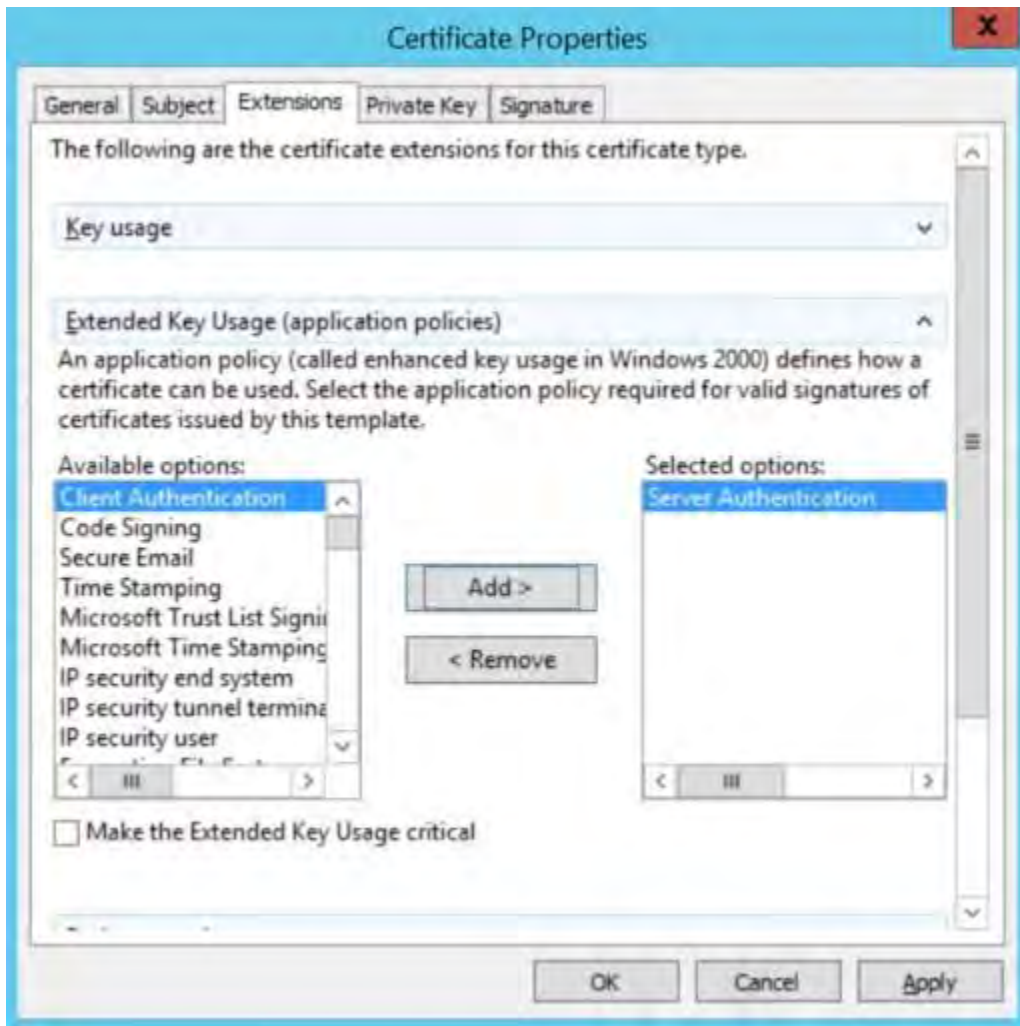 Certificate Properties
x
General Subject Extensions Private Key Signature
The following are the certificate extensions for this certificate type.
Key usage
Extended Key Usage (application policies)
An application policy (called enhanced key usage in Windows 2000) defines how a
certificate can be used. Select the application policy required for valid signatures of
certificates issued by this template.
Available options:
Selected options:
Client Authentication
Server Authentication
Code Signing
Secure Email
Time Stamping
Microsoft Trust List Signi
Microsoft Time Stamping
IP security end system
IP security tunnel termina
IP security user
Add >
< Remove
Make the Extended Key Usage critical
OK Cancel Apply